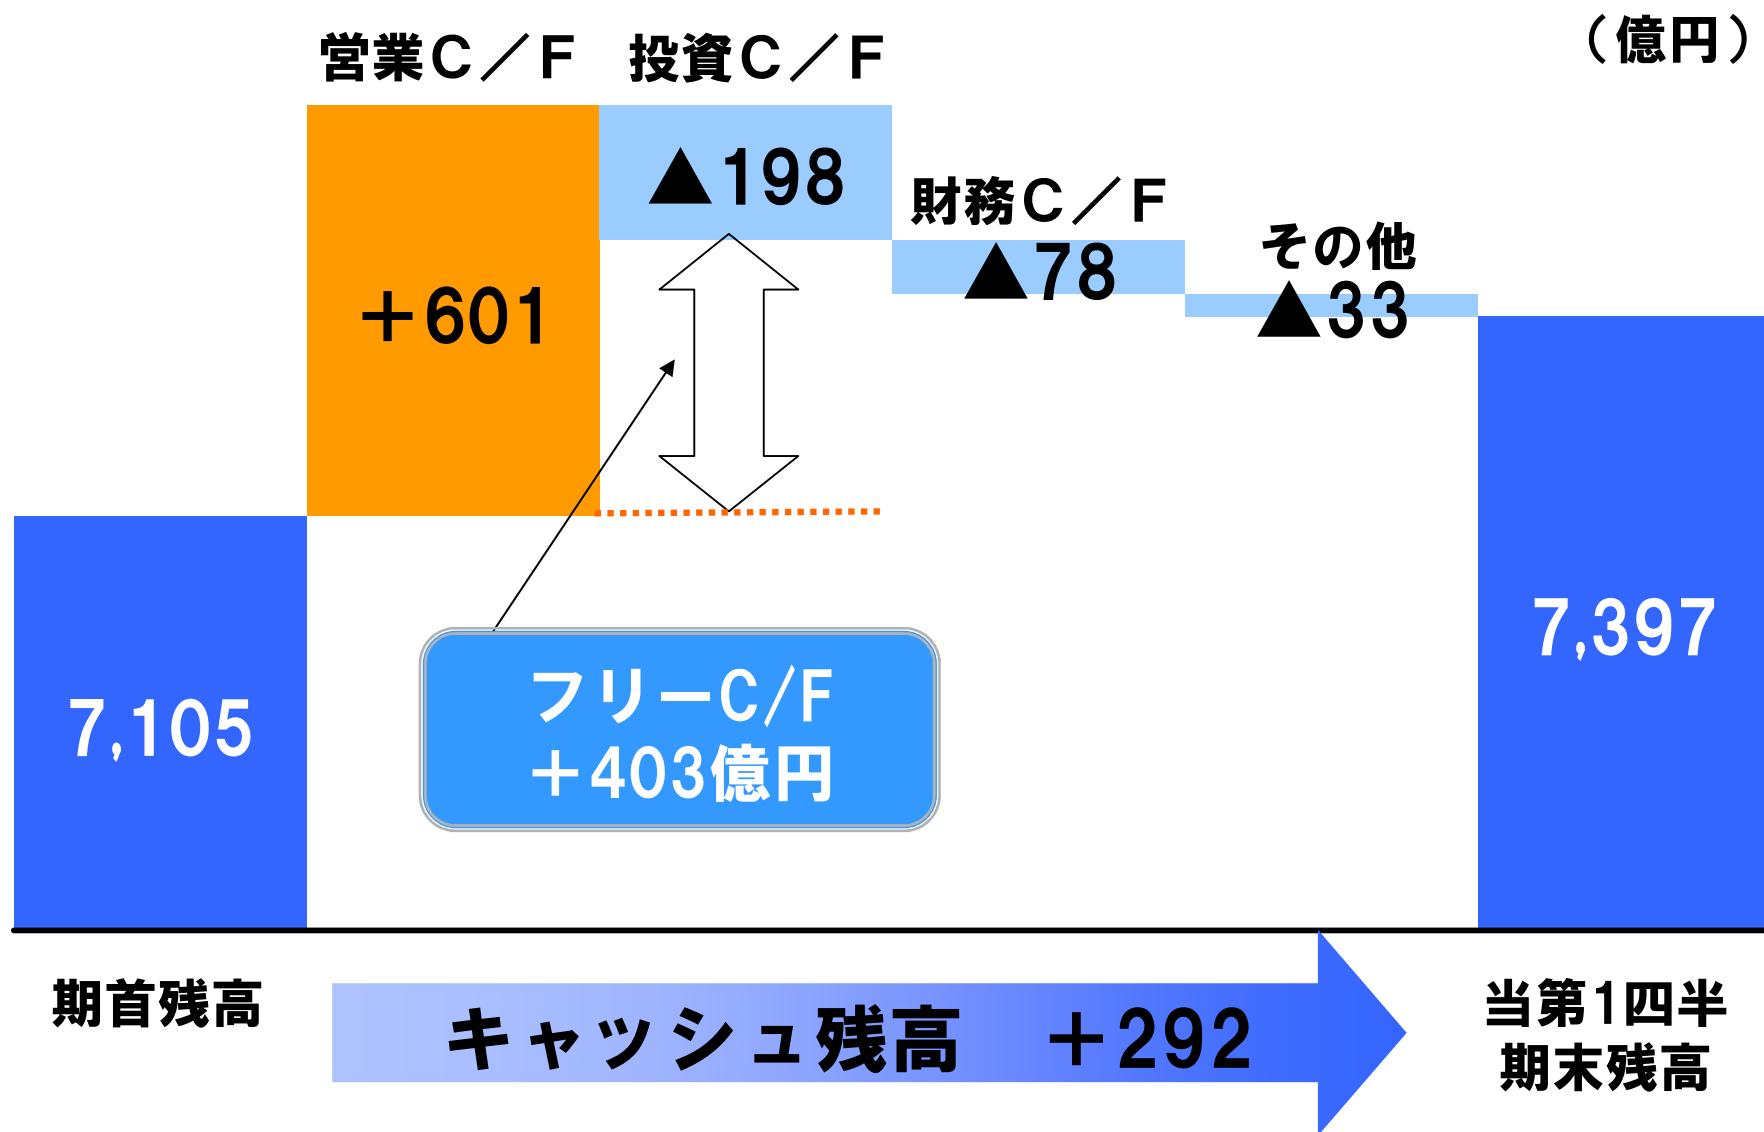 (億円)
営業C／F
投資C／F
▲198
財務C／F
▲78
その他
▲33
＋601
7,105
フリーC/F
＋403億円
7,397
期首残高
キャッシュ残高　＋292
当第1四半
期末残高